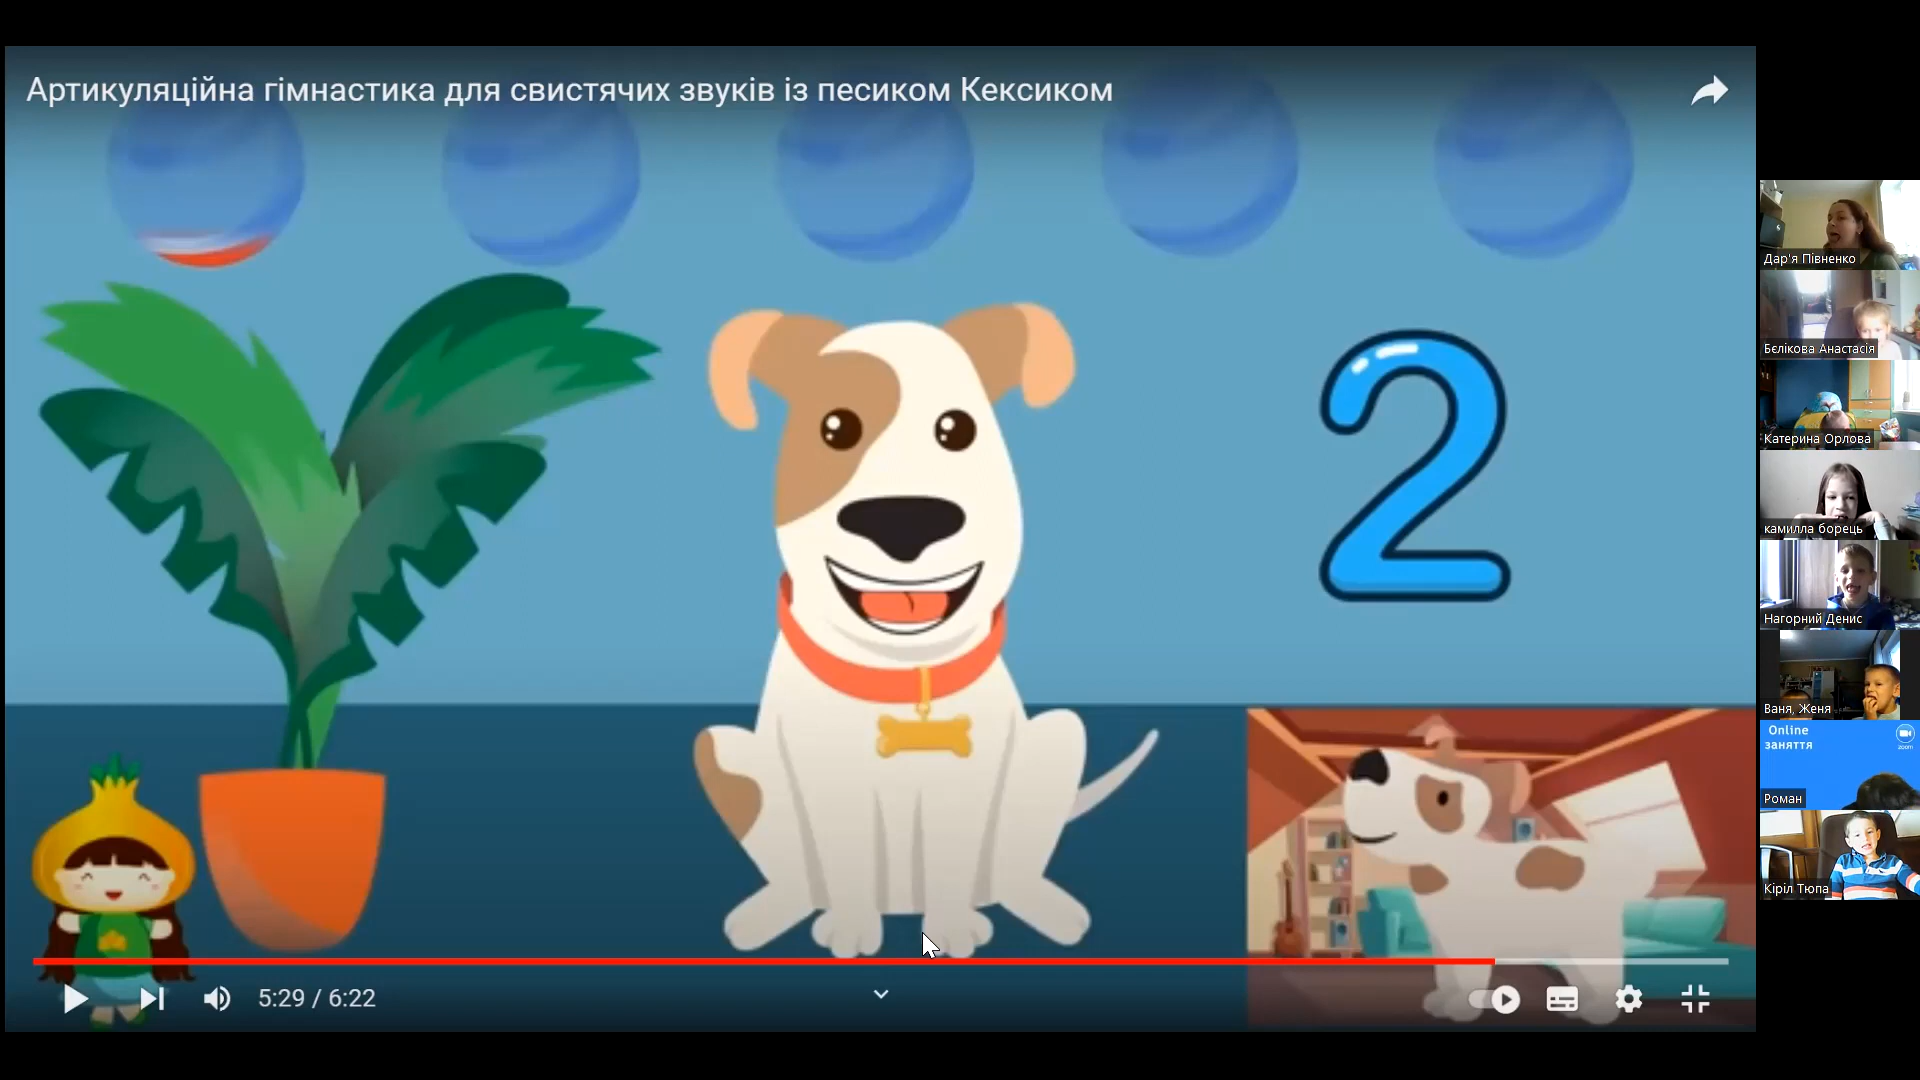 Артикуляційна гімнастика для свистячих звуків із песиком Кексиком
2
5:29 / 6:22
Дар'я Півненко
Бєлікова Анастасія
Катерина Орлова
камилла борець
Нагорний Денис
Ваня, Женя
Online
заняття
zoom
Роман
Кіріл Тюпа